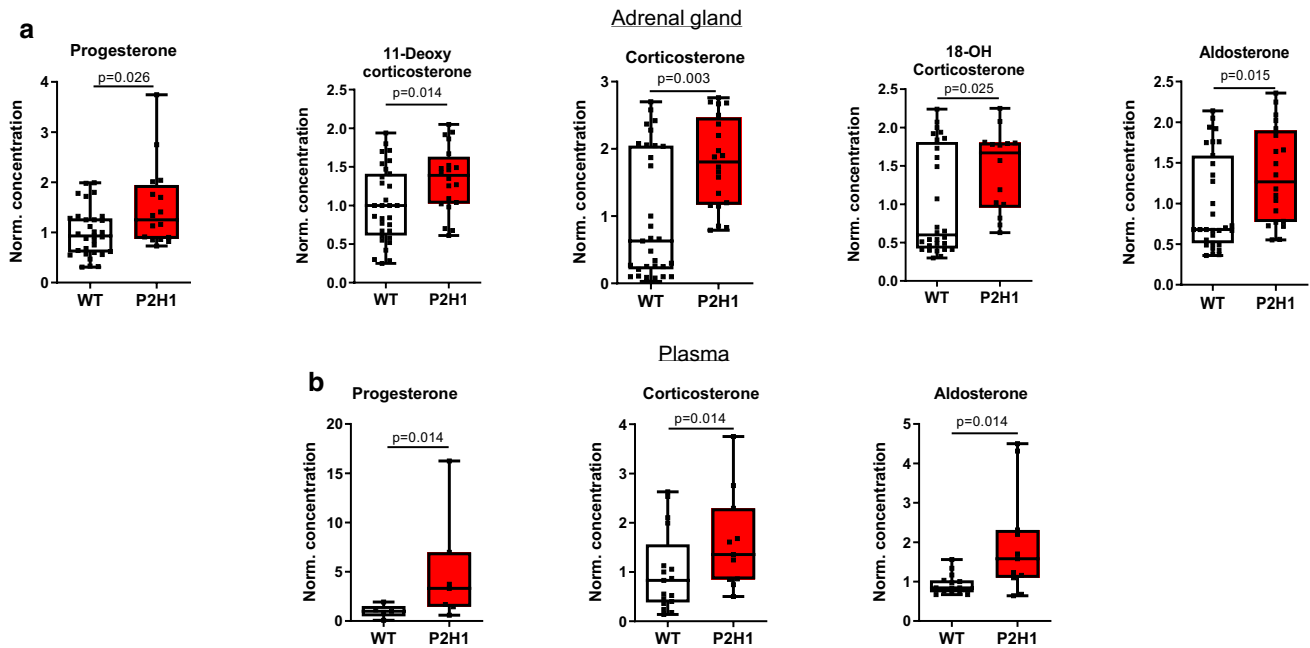 Adrenal gland
a
Progesterone
p=0.026
Norm. concentration
4
3
2
1
0
WT P2H1
11-Deoxy
corticosterone
p=0.014
Norm. concentration
2.5
2.0
1.5
1.0
0.5
0.0
WT P2H1
Corticosterone
p=0.003
Norm. concentration
3
2
1
0
WT P2H1
18-OH
Corticosterone
p=0.025
Norm. concentration
2.5
2.0
1.5
1.0
0.5
0.0
WT P2H1
Aldosterone
p=0.015
Norm. concentration
2.5
2.0
1.5
1.0
0.5
0.0
WT P2H1
Plasma
b
Progesterone
p=0.014
Norm. concentration
20
15
10
5
0
WT P2H1
Corticosterone
p=0.014
Norm. concentration
4
3
2
1
0
WT P2H1
Aldosterone
p=0.014
Norm. concentration
5
4
3
2
1
0
WT P2H1